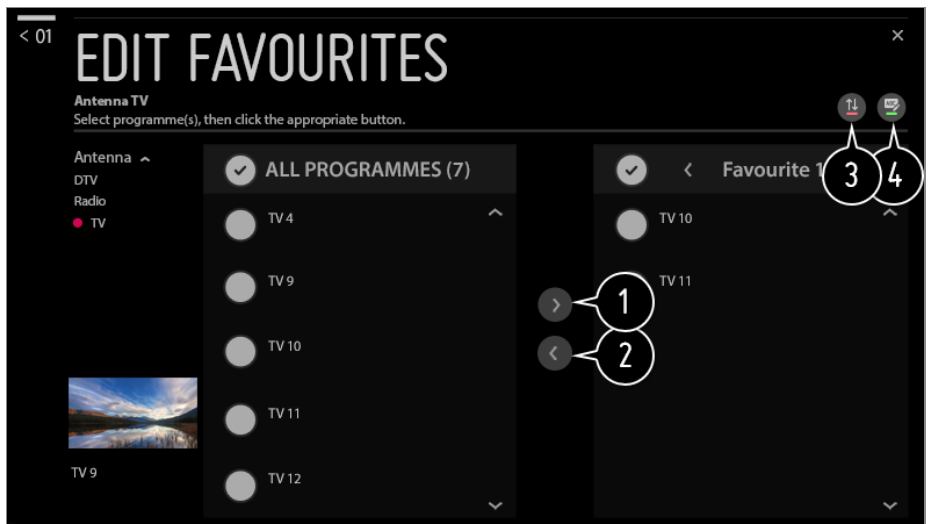 < 01
EDIT FAVOURITES
×
Antenna TV
Select programme(s), then click the appropriate button.
ABC
3
4
Antenna
DTV
Radio
TV
ALL PROGRAMMES (7)
TV 4
TV 9
TV 10
TV 11
TV 12
TV 9
< Favourite 1
TV 10
TV 11
> 1
< 2